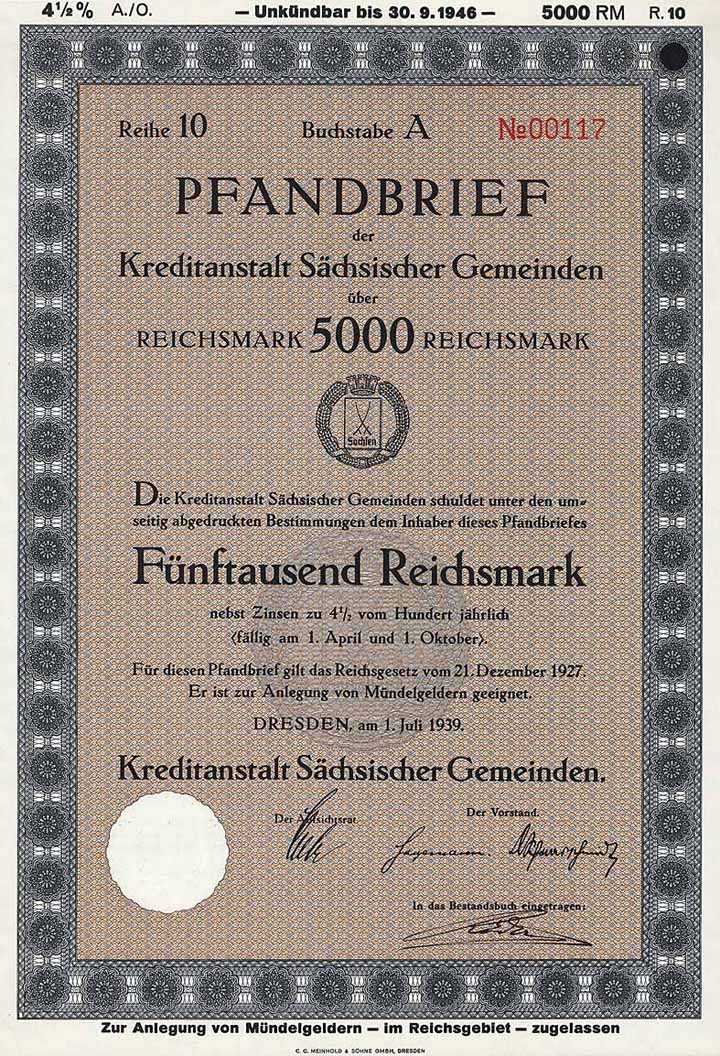 4½% A./O. — Unkündbar bis 30.9.1946 — 5000 RM R. 10
Reihe 10 Buchstabe A №00117
PFANDBRIEF
der
Kreditanstalt Sächsischer Gemeinden
über
REICHSMARK 5000 REICHSMARK
Sachsen
Die Kreditanstalt Sächsischer Gemeinden schuldet unter den um-
seitig abgedruckten Bestimmungen dem Inhaber dieses Pfandbriefes
Fünftausend Reichsmark
nebst Zinsen zu 4½ vom Hundert jährlich
(fällig am 1. April und 1. Oktober).
Für diesen Pfandbrief gilt das Reichsgesetz vom 21. Dezember 1927.
Er ist zur Anlegung von Mündelgeldern geeignet.
DRESDEN, am 1. Juli 1939.
Kreditanstalt Sächsischer Gemeinden.
Der Aufsichtsrat. Der Vorstand.
In das Bestandsbuch eingetragen:
Zur Anlegung von Mündelgeldern — im Reichsgebiet — zugelassen
C. C. MEINHOLD & SÖHNE GMBH, DRESDEN